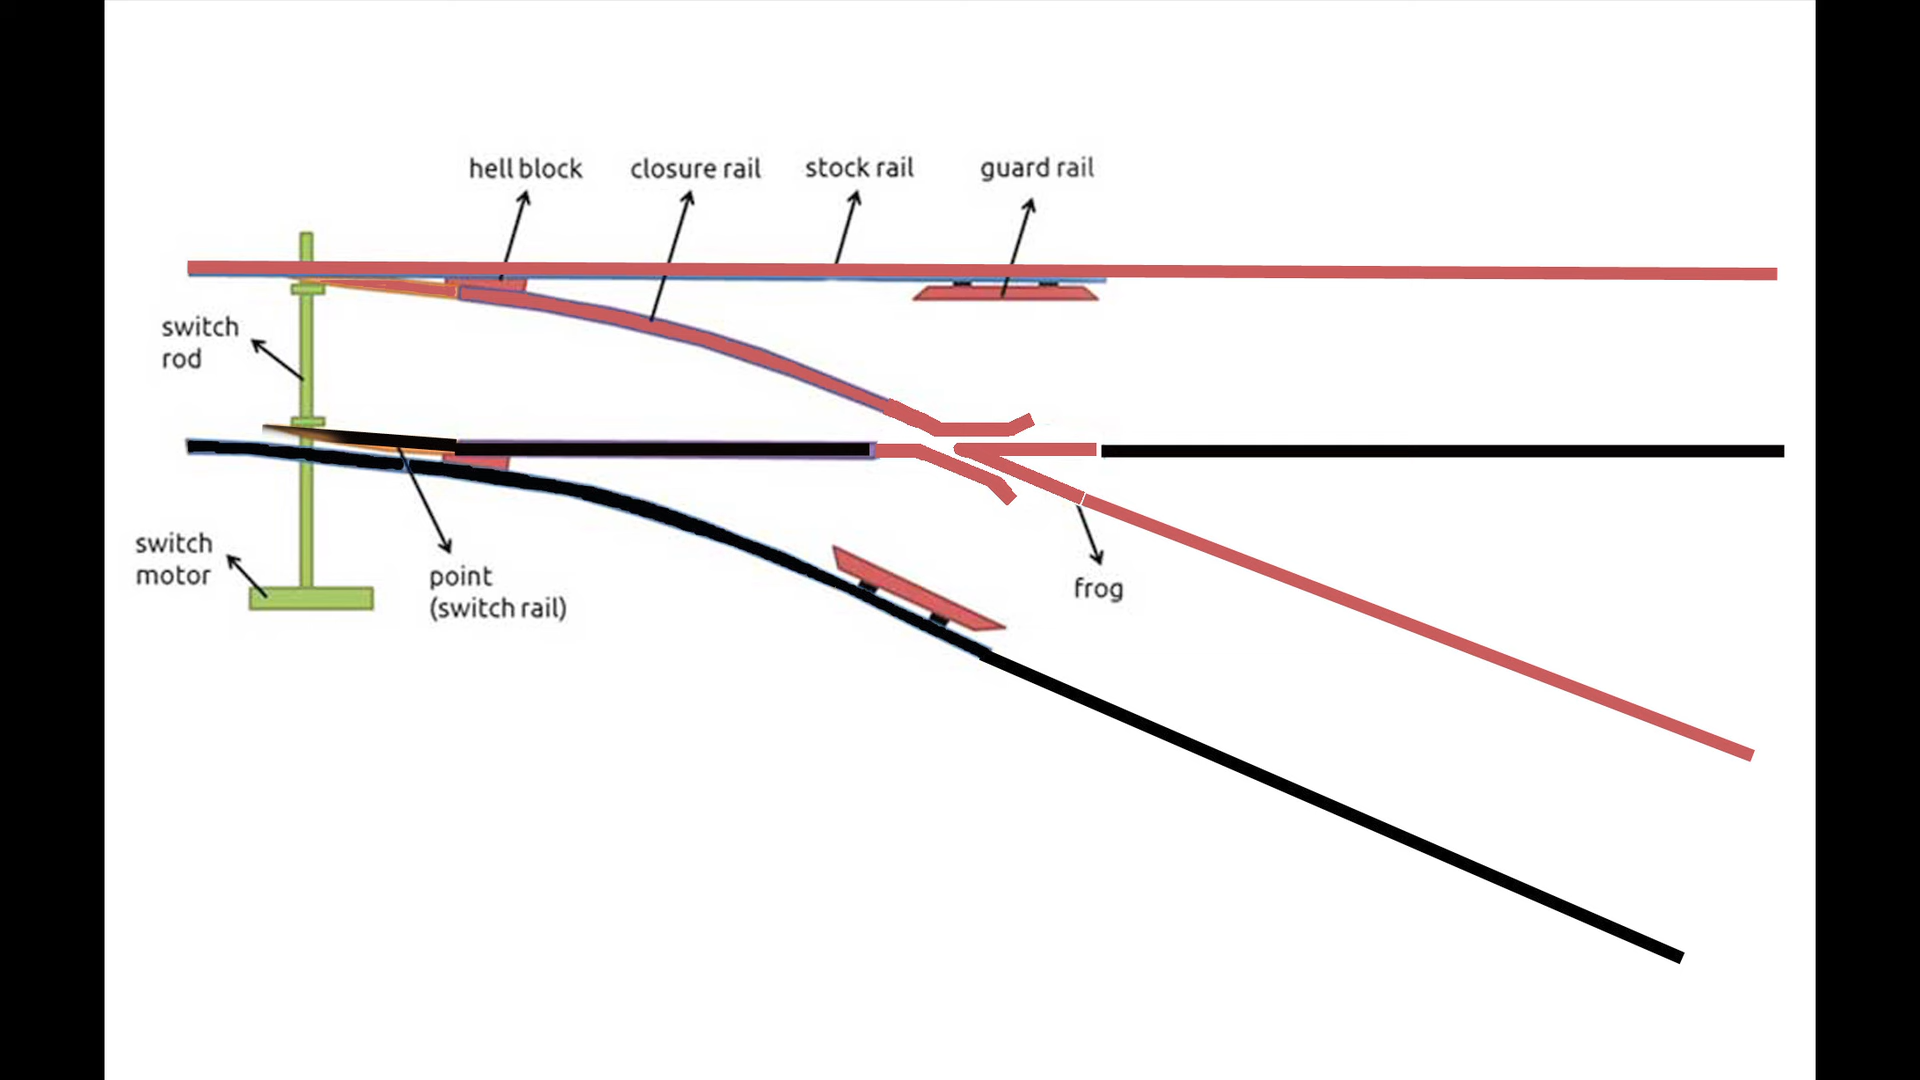 hell block
closure rail
stock rail
guard rail
switch
rod
switch
motor
point
(switch rail)
frog